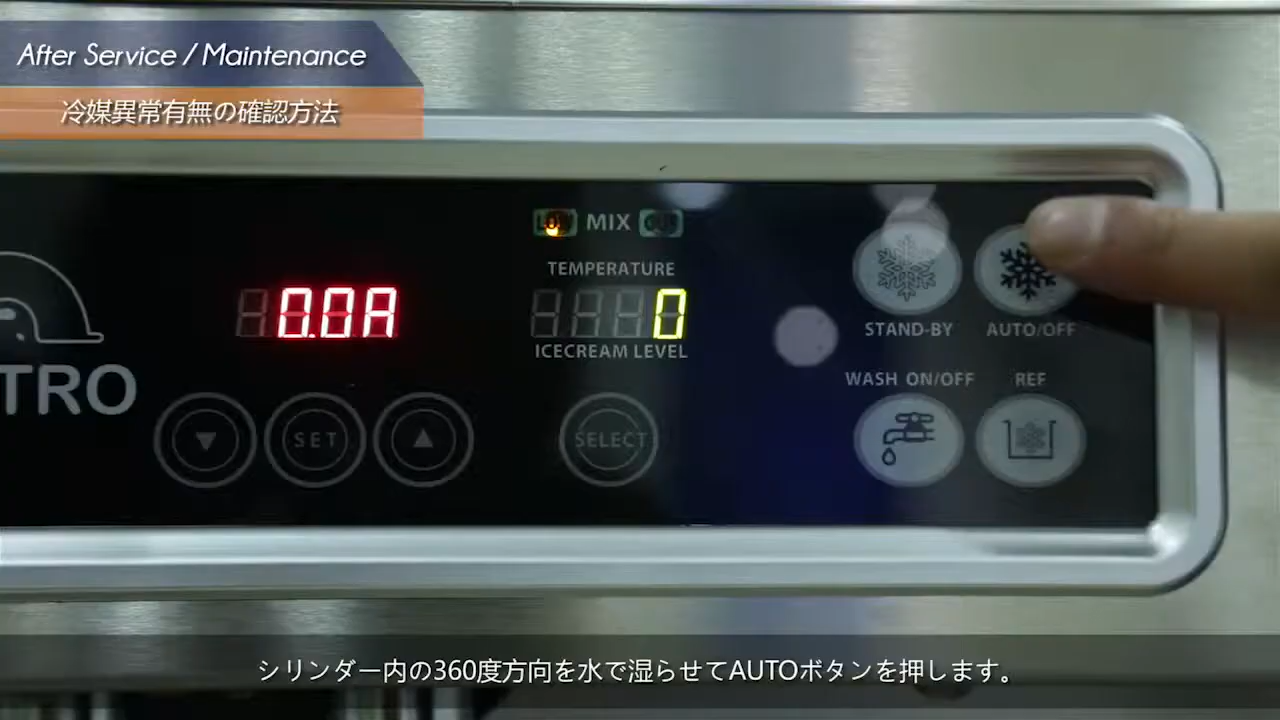 After Service / Maintenance
冷媒異常有無の確認方法
LOW MIX OUT
TEMPERATURE
0.0A
0
ICECREAM LEVEL
STAND-BY
AUTO/OFF
TRO
WASH ON/OFF
REF
▼
SET
▲
SELECT
シリンダー内の360度方向を水で湿らせてAUTOボタンを押します。